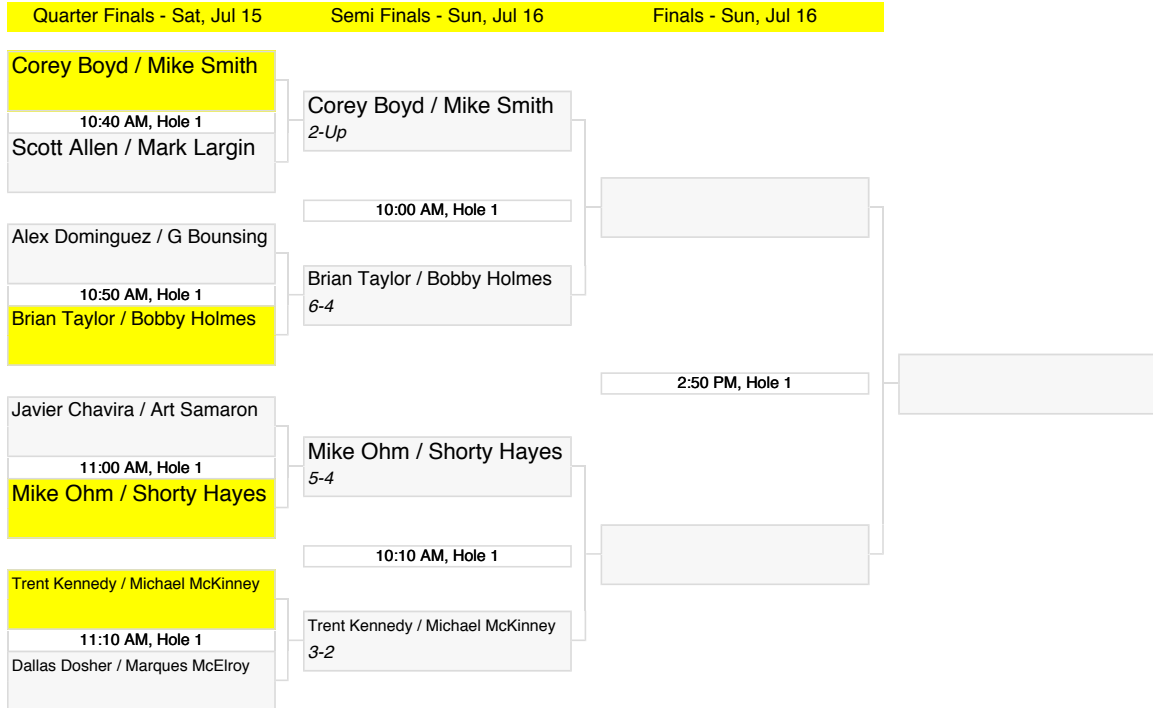 Quarter Finals - Sat, Jul 15
Semi Finals - Sun, Jul 16
Finals - Sun, Jul 16
Corey Boyd / Mike Smith
10:40 AM, Hole 1
Scott Allen / Mark Largin
Alex Dominguez / G Bounsing
10:50 AM, Hole 1
Brian Taylor / Bobby Holmes
Javier Chavira / Art Samaron
11:00 AM, Hole 1
Mike Ohm / Shorty Hayes
Trent Kennedy / Michael McKinney
11:10 AM, Hole 1
Dallas Dosher / Marques McElroy
Corey Boyd / Mike Smith
2-Up
10:00 AM, Hole 1
Brian Taylor / Bobby Holmes
6-4
Mike Ohm / Shorty Hayes
5-4
10:10 AM, Hole 1
Trent Kennedy / Michael McKinney
3-2
2:50 PM, Hole 1